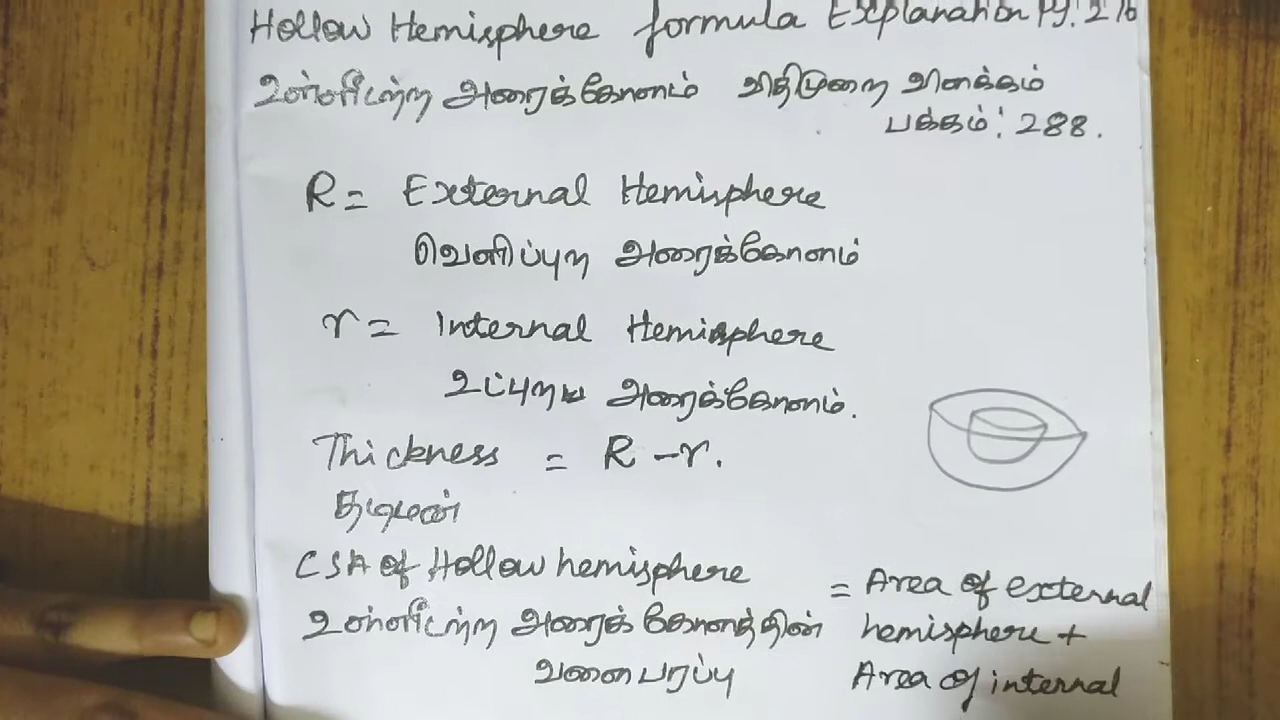 Hollow Hemisphere formula Explanation Pg: 276
உள்ளீடற்ற அரைக்கோளம் விதிமுறை விளக்கம்
பக்கம்: 288.
R = External Hemisphere
வெளிப்புற அரைக்கோளம்
r = Internal Hemisphere
உட்புற அரைக்கோளம்.
Thickness = R - r.
தடிமன்
CSA of Hollow hemisphere = Area of external
உள்ளீடற்ற அரைக் கோளத்தின் hemisphere +
வளைபரப்பு Area of internal